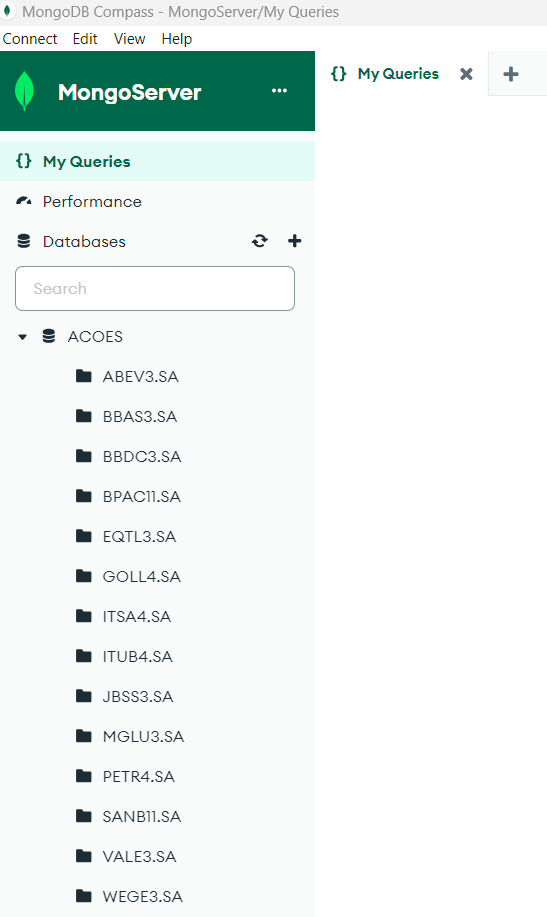 MongoDB Compass - MongoServer/My Queries
Connect Edit View Help
MongoServer ...
{} My Queries
{} My Queries
Performance
Databases
Search
ACOES
ABEV3.SA
BBAS3.SA
BBDC3.SA
BPAC11.SA
EQTL3.SA
GOLL4.SA
ITSA4.SA
ITUB4.SA
JBSS3.SA
MGLU3.SA
PETR4.SA
SANB11.SA
VALE3.SA
WEGE3.SA